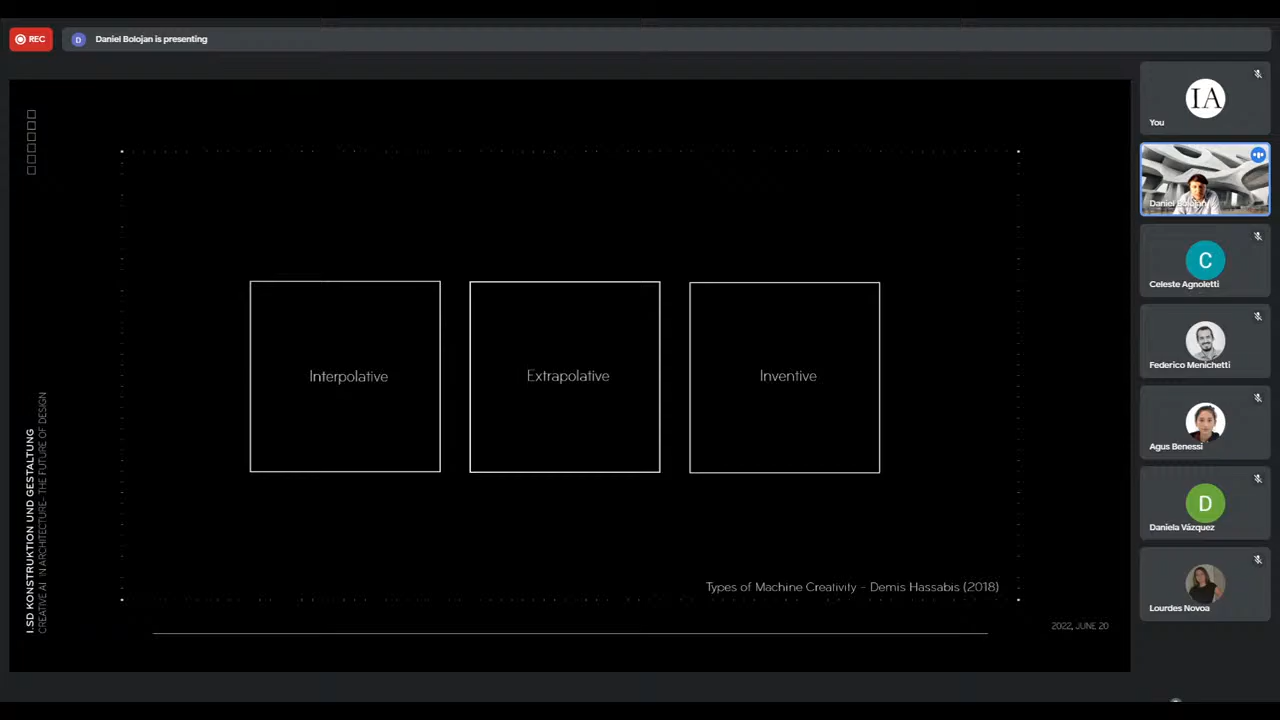 REC
D
Daniel Bolojan is presenting
IA
You
Daniel Bolojan
C
Celeste Agnoletti
Federico Menichetti
Agus Benessi
D
Daniela Vázquez
Lourdes Novoa
Interpolative
Extrapolative
Inventive
Types of Machine Creativity - Demis Hassabis (2018)
2022, JUNE 20
I.SD KONSTRUKTION UND GESTALTUNG
CREATIVE AI IN ARCHITECTURE- THE FUTURE OF DESIGN